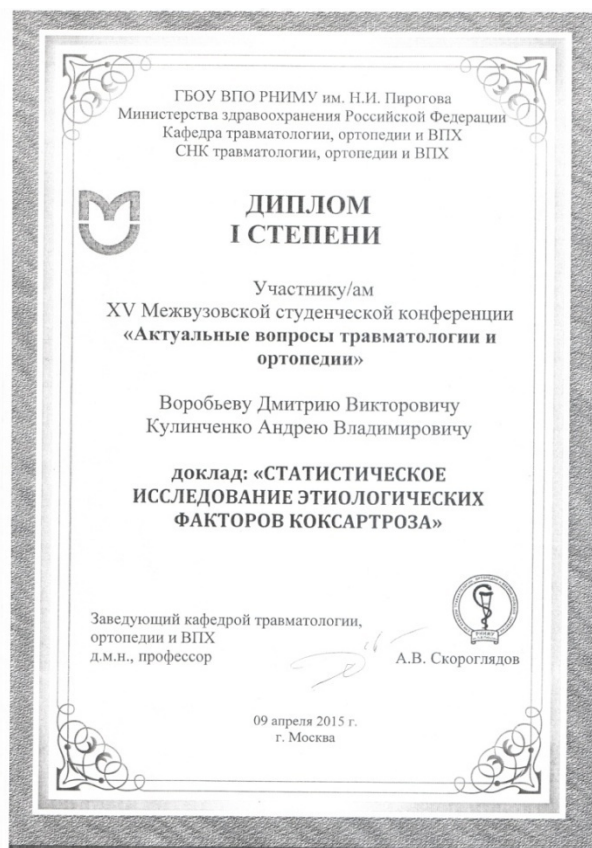 ГБОУ ВПО РНИМУ им. Н.И. Пирогова
Министерства здравоохранения Российской Федерации
Кафедра травматологии, ортопедии и ВПХ
СНК травматологии, ортопедии и ВПХ
ДИПЛОМ
I СТЕПЕНИ
Участнику/ам
XV Межвузовской студенческой конференции
«Актуальные вопросы травматологии и
ортопедии»
Воробьеву Дмитрию Викторовичу
Кулинченко Андрею Владимировичу
доклад: «СТАТИСТИЧЕСКОЕ
ИССЛЕДОВАНИЕ ЭТИОЛОГИЧЕСКИХ
ФАКТОРОВ КОКСАРТРОЗА»
Заведующий кафедрой травматологии,
ортопедии и ВПХ
д.м.н., профессор
А.В. Скороглядов
09 апреля 2015 г.
г. Москва